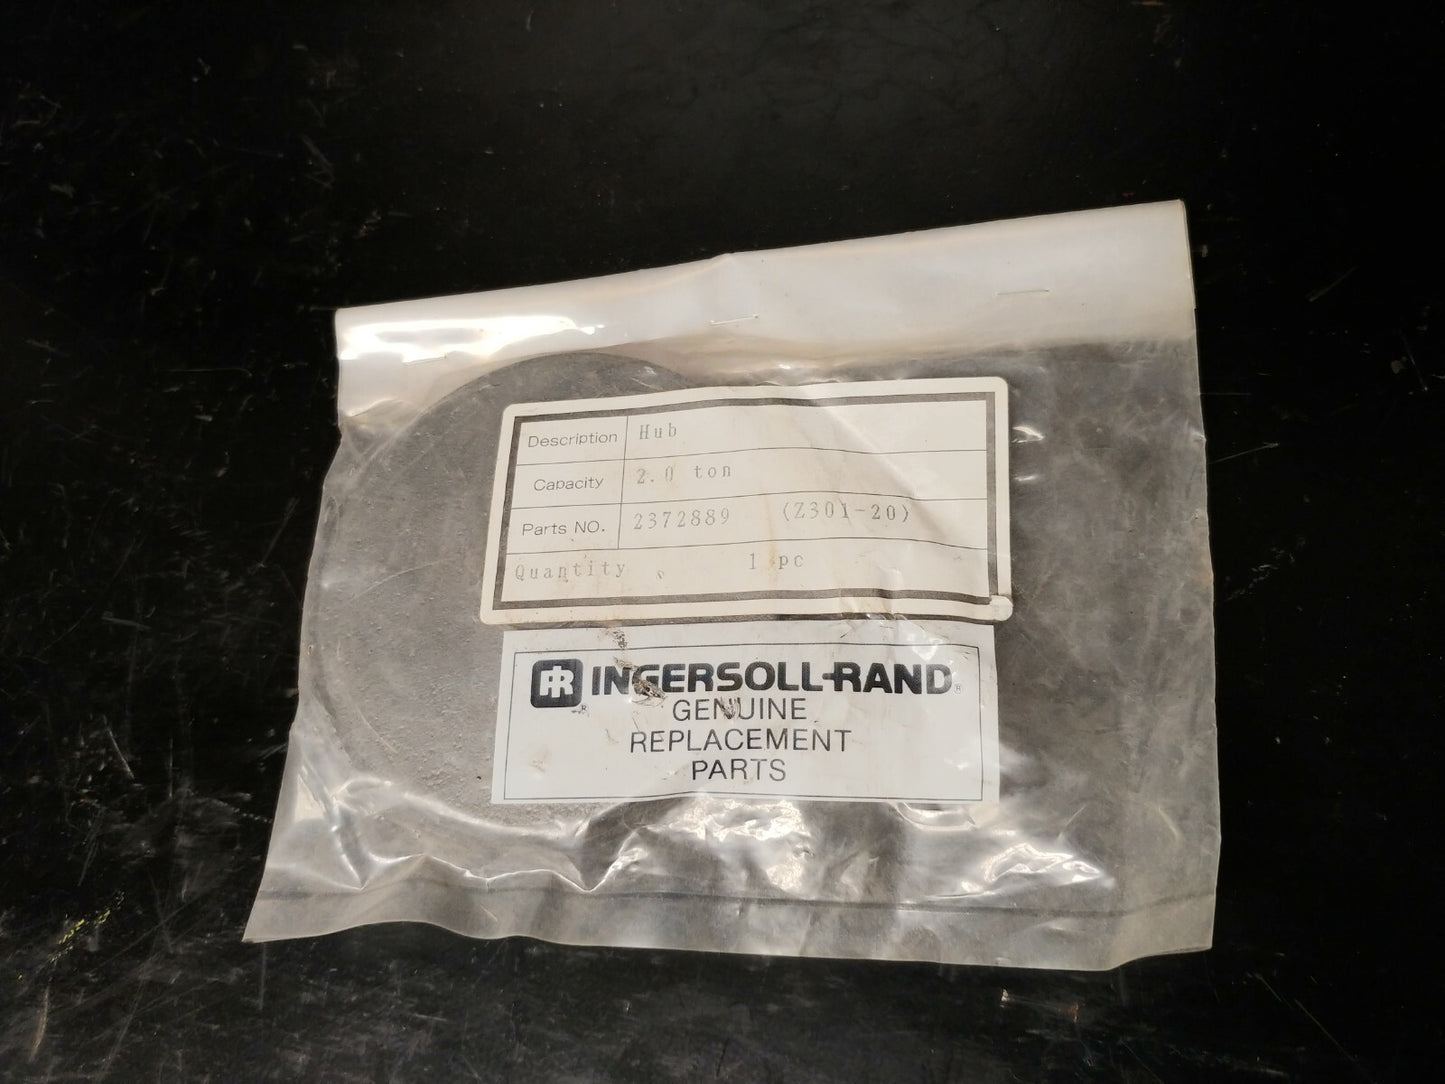 Description Hub
Capacity 2.0 ton
Parts NO. 2372889 (Z301-20)
Quantity 1 pc
IR INGERSOLL-RAND®
®
GENUINE
REPLACEMENT
PARTS